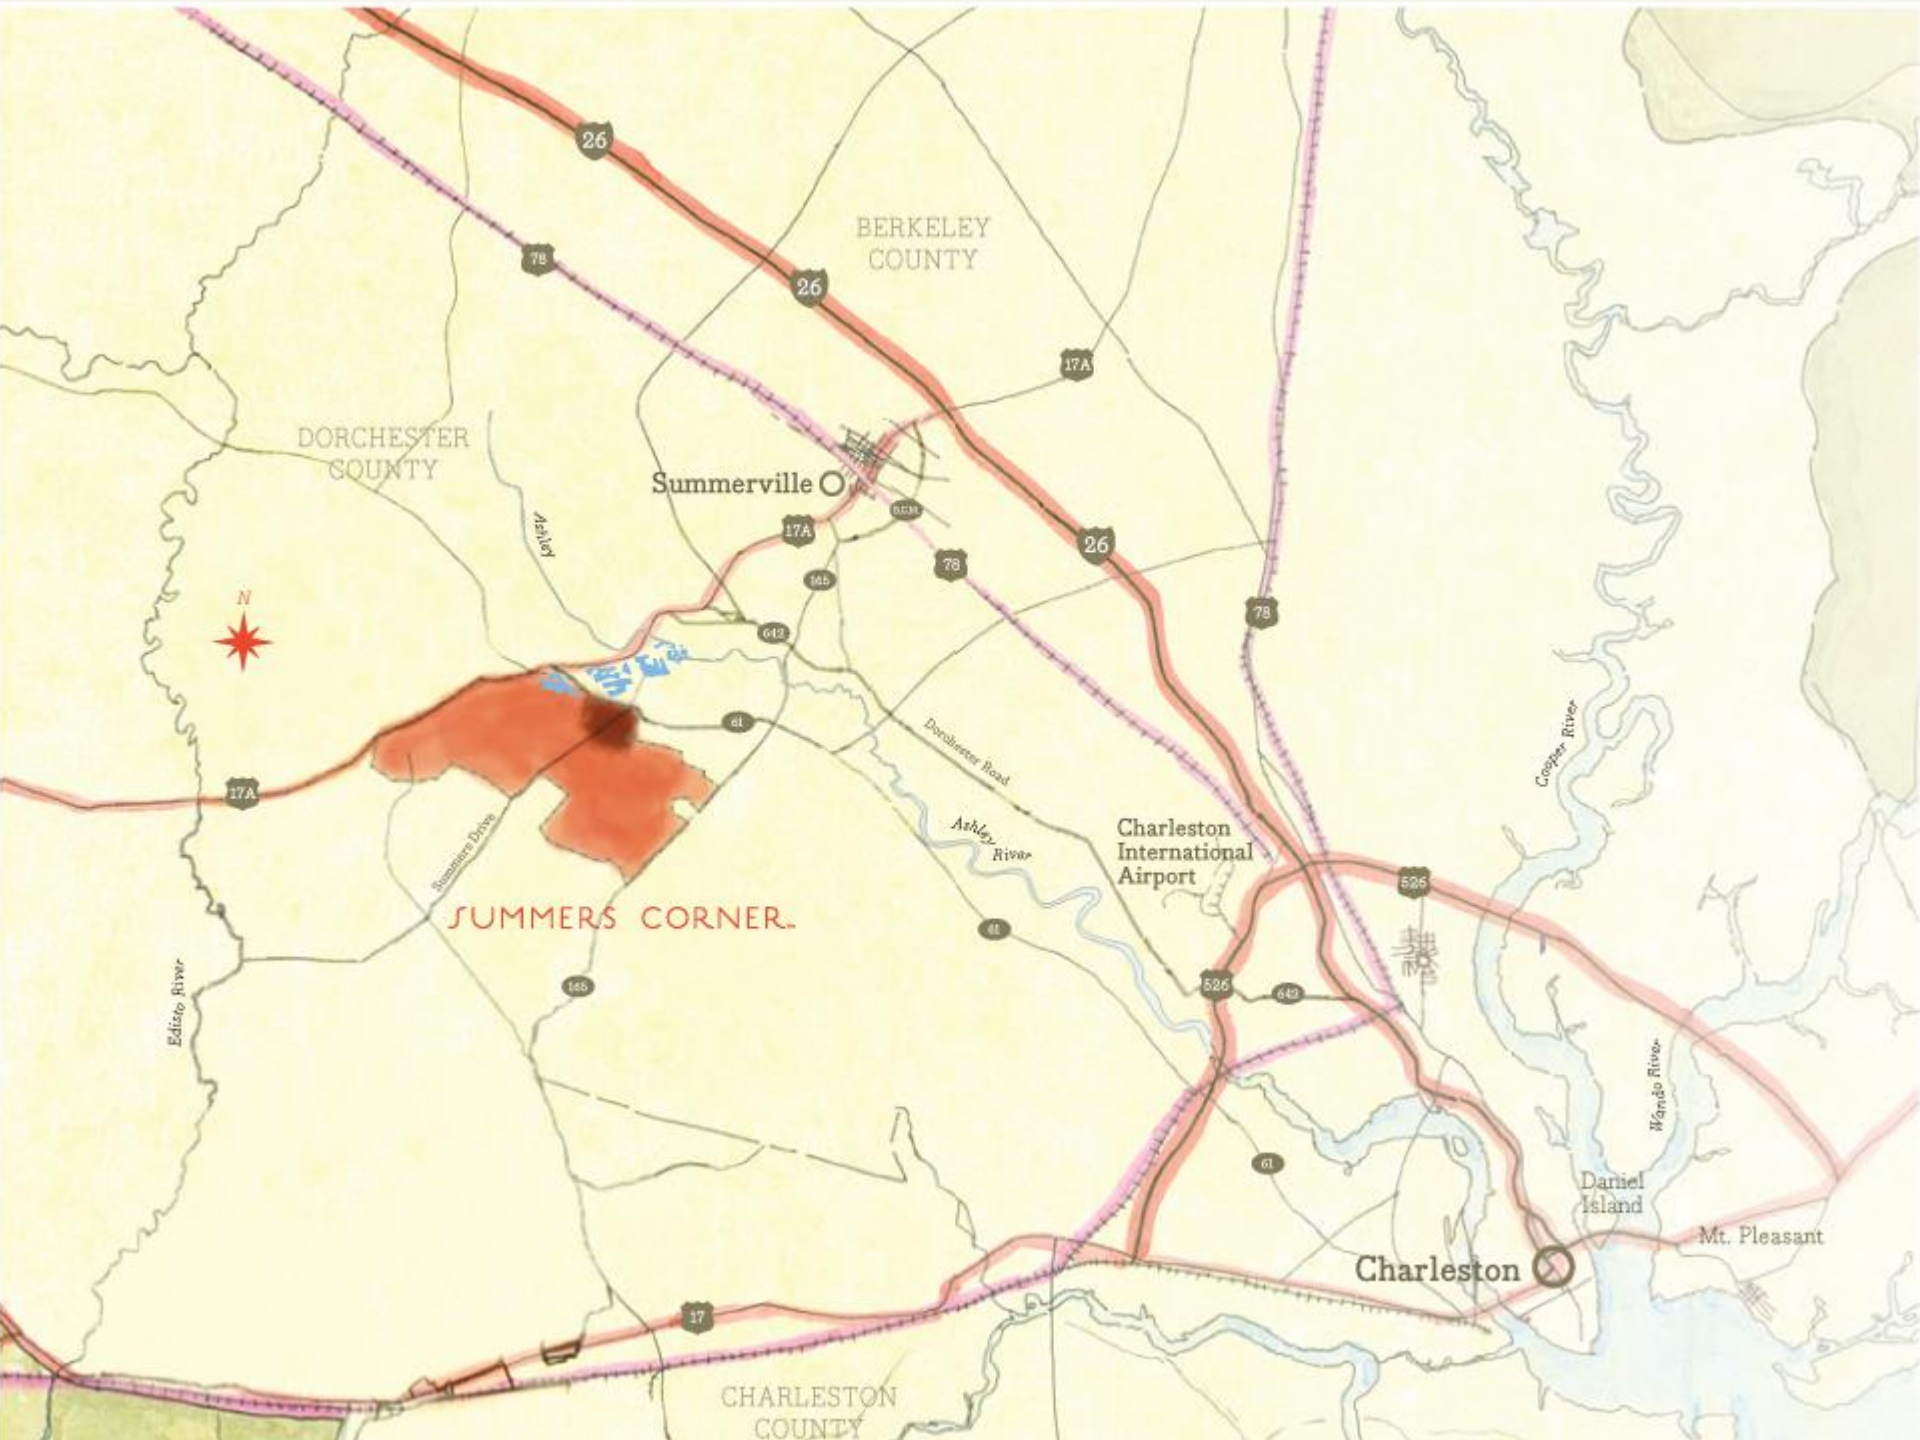 26
BERKELEY
COUNTY
78
26
17A
DORCHESTER
COUNTY
Summerville
Ashley
17A
26
78
165
N
78
642
61
Dorchester Road
17A
Cooper River
Summers Drive
Ashley
River
Charleston
International
Airport
526
SUMMERS CORNER
61
165
526
642
Edisto River
Wando River
61
Daniel
Island
Mt. Pleasant
Charleston
17
CHARLESTON
COUNTY